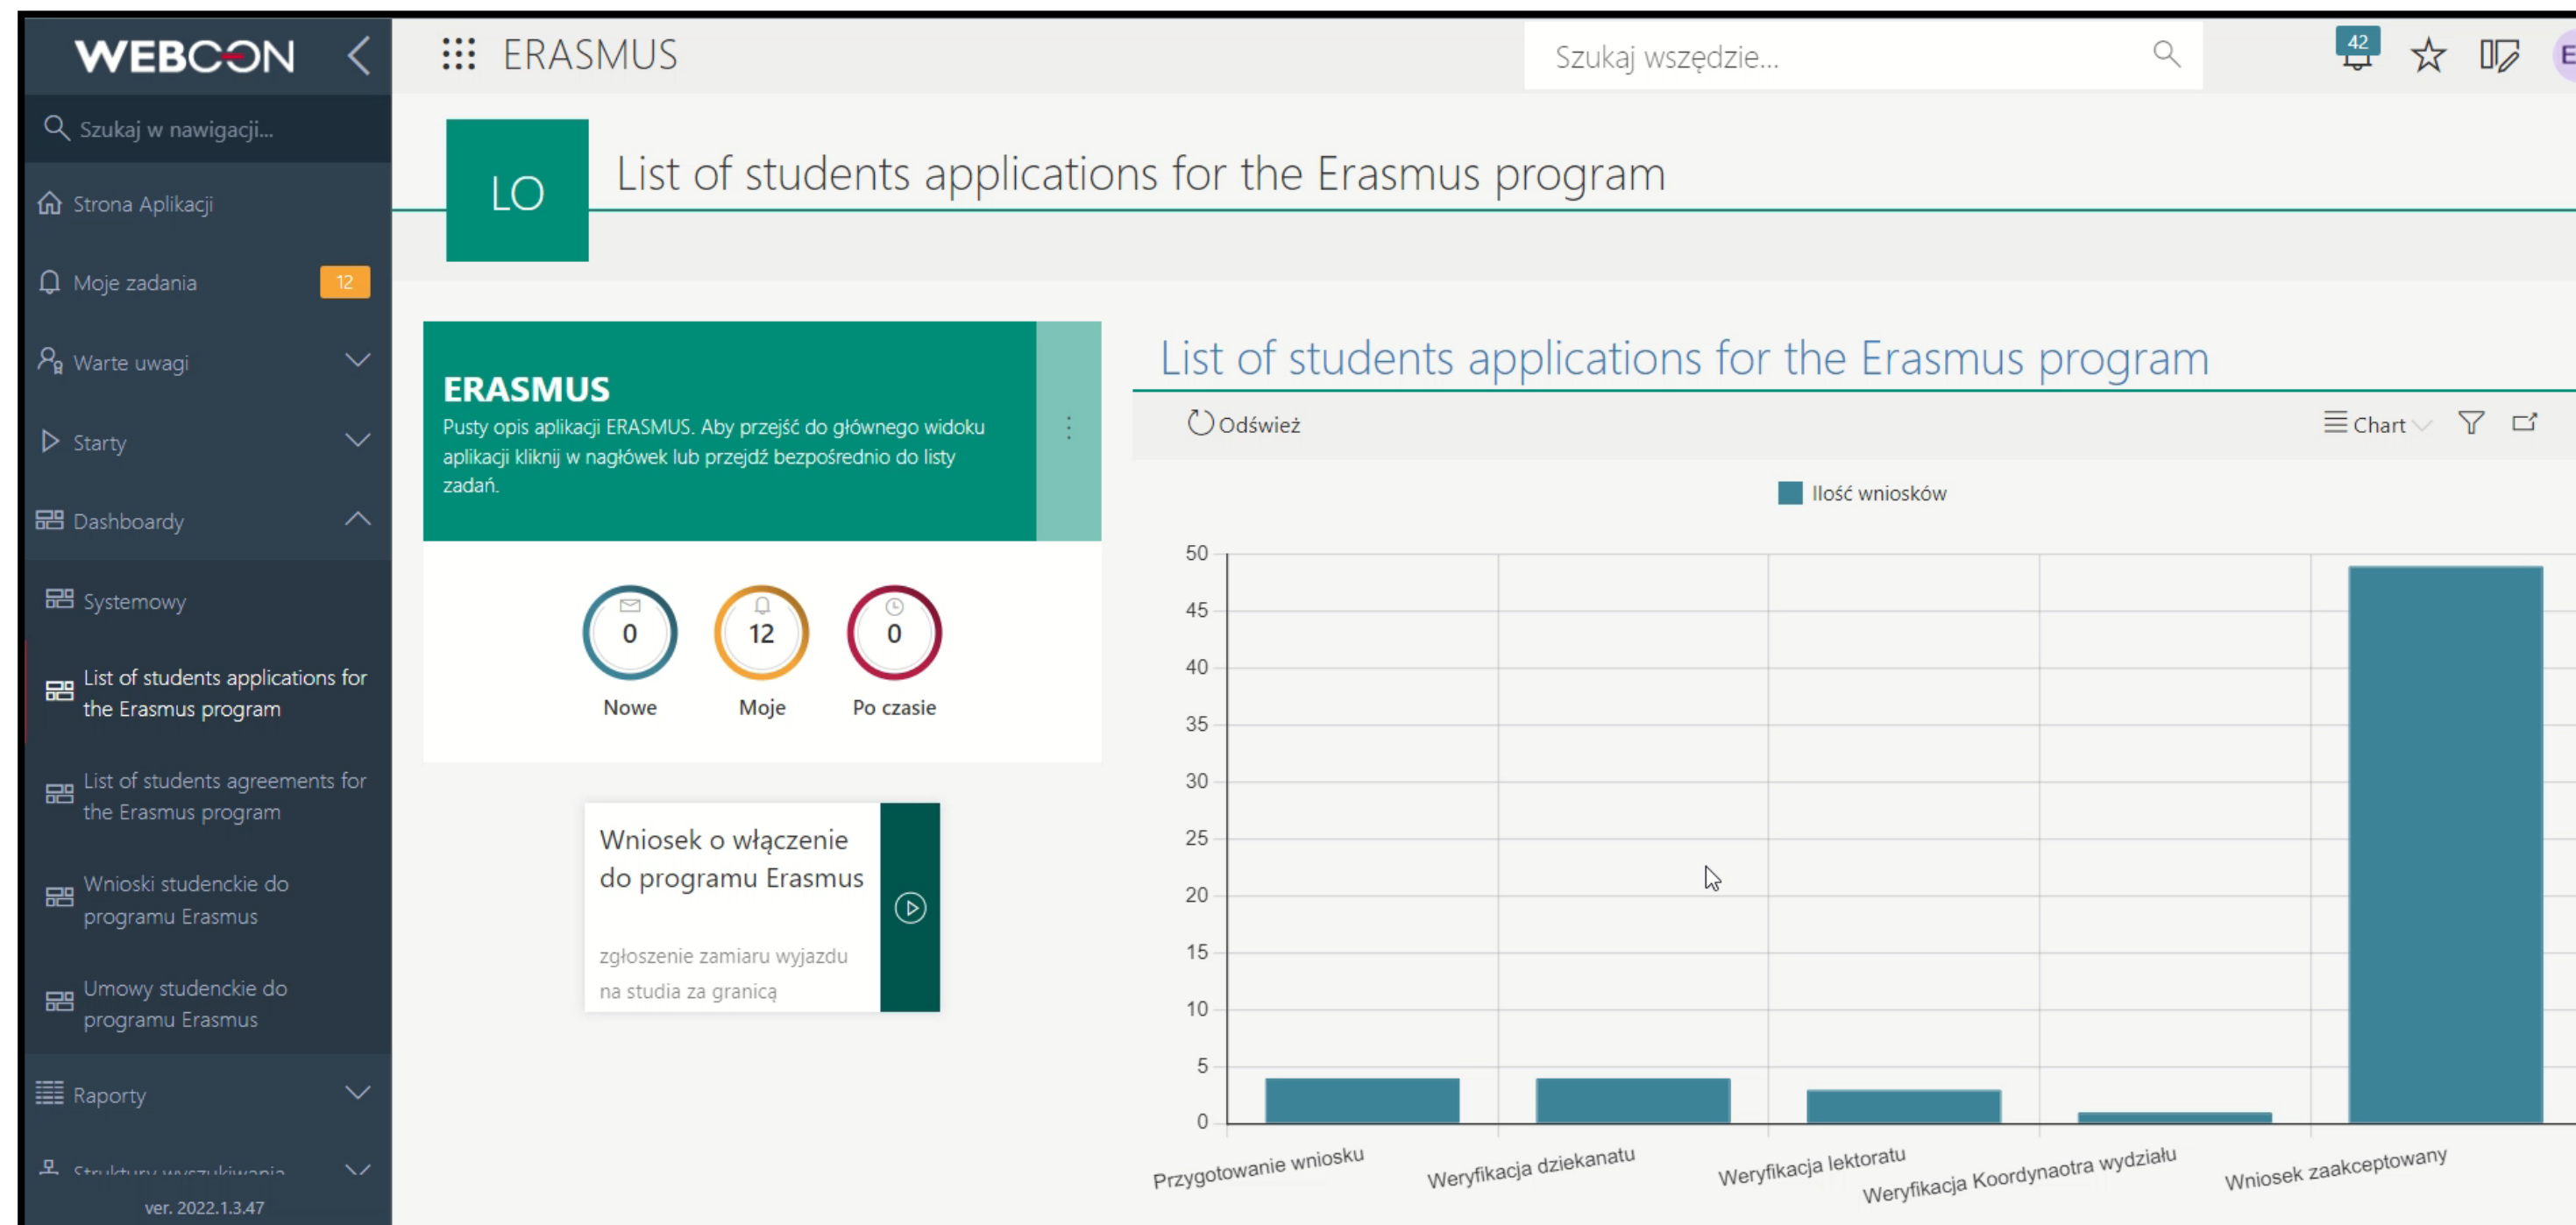 WEBCON
ERASMUS
Szukaj wszędzie...
42
E
Szukaj w nawigacji...
Strona Aplikacji
Moje zadania
12
Warte uwagi
Starty
Dashboardy
Systemowy
List of students applications for
the Erasmus program
List of students agreements for
the Erasmus program
Wnioski studenckie do
programu Erasmus
Umowy studenckie do
programu Erasmus
Raporty
Struktury wyszukiwania
ver. 2022.1.3.47
LO
List of students applications for the Erasmus program
ERASMUS
Pusty opis aplikacji ERASMUS. Aby przejść do głównego widoku
aplikacji kliknij w nagłówek lub przejdź bezpośrednio do listy
zadań.
0
12
0
Nowe
Moje
Po czasie
Wniosek o włączenie
do programu Erasmus
zgłoszenie zamiaru wyjazdu
na studia za granicą
List of students applications for the Erasmus program
Odśwież
Chart
Ilość wniosków
50
45
40
35
30
25
20
15
10
5
0
Przygotowanie wniosku
Weryfikacja dziekanatu
Weryfikacja lektoratu
Weryfikacja Koordynaotra wydziału
Wniosek zaakceptowany